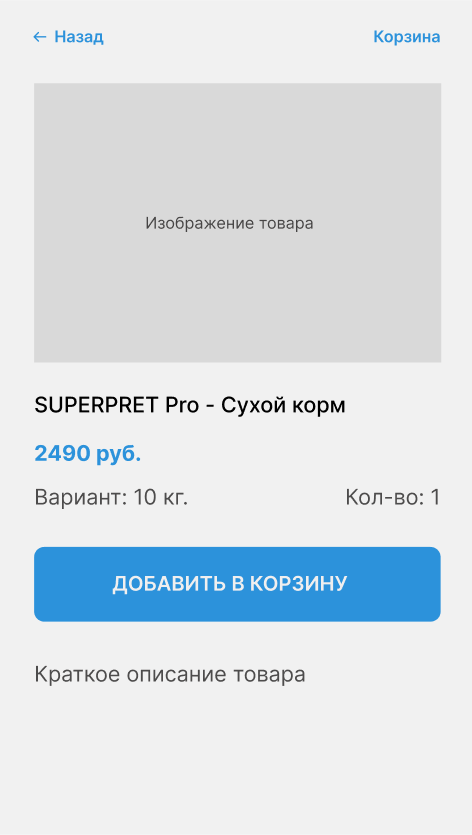 ← Назад
Корзина
Изображение товара
SUPERPRET Pro - Сухой корм
2490 руб.
Вариант: 10 кг.
Кол-во: 1
ДОБАВИТЬ В КОРЗИНУ
Краткое описание товара